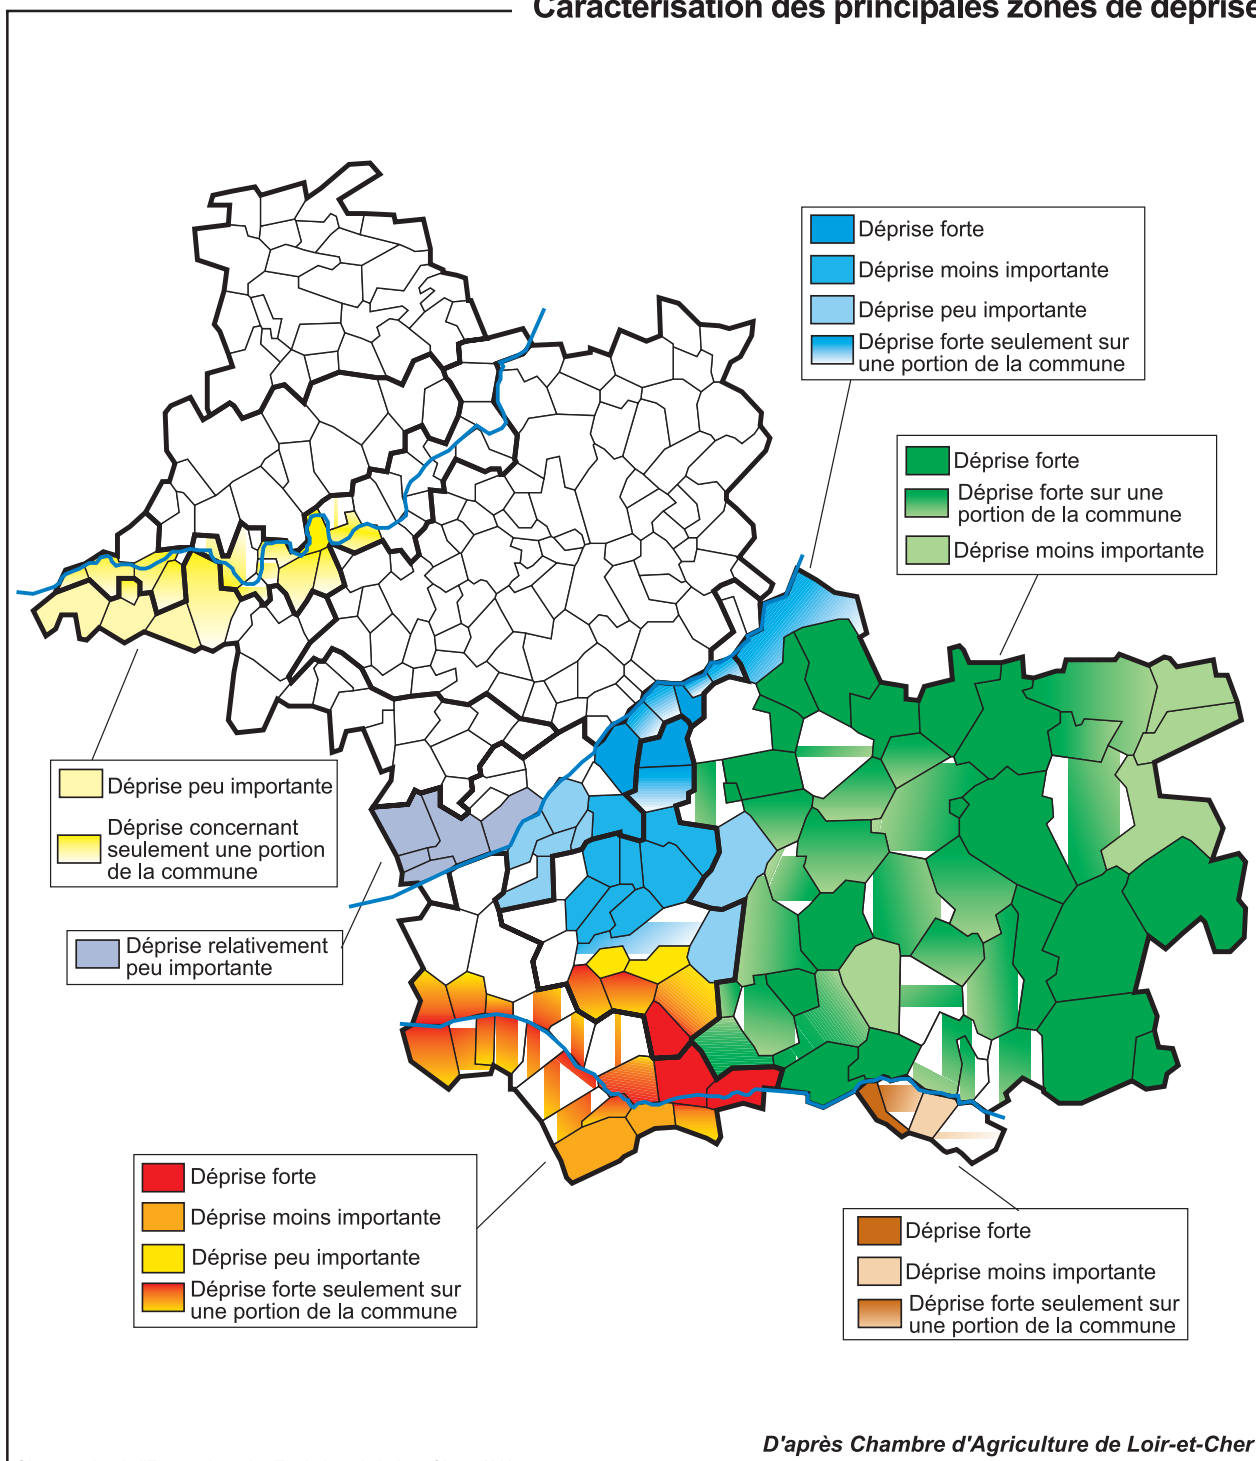 Caractérisation des principales zones de déprise
Déprise forte
Déprise moins importante
Déprise peu importante
Déprise forte seulement sur
une portion de la commune
Déprise forte
Déprise forte sur une
portion de la commune
Déprise moins importante
Déprise peu importante
Déprise concernant
seulement une portion
de la commune
Déprise relativement
peu importante
Déprise forte
Déprise moins importante
Déprise peu importante
Déprise forte seulement sur
une portion de la commune
Déprise forte
Déprise moins importante
Déprise forte seulement sur
une portion de la commune
D'après Chambre d'Agriculture de Loir-et-Cher